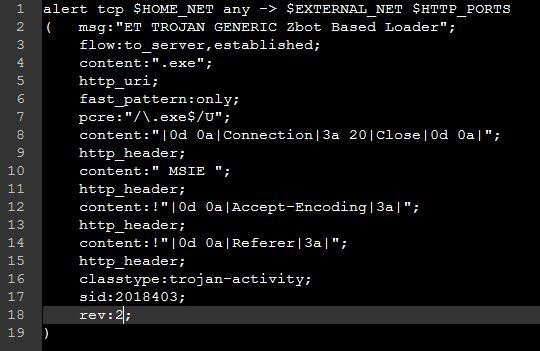 1 alert tcp $HOME_NET any -> $EXTERNAL_NET $HTTP_PORTS
2 ( msg:"ET TROJAN GENERIC Zbot Based Loader";
3 flow:to_server,established;
4 content:".exe";
5 http_uri;
6 fast_pattern:only;
7 pcre:"/\.exe$/U";
8 content:"|0d 0a|Connection|3a 20|Close|0d 0a|";
9 http_header;
10 content:" MSIE ";
11 http_header;
12 content:!"|0d 0a|Accept-Encoding|3a|";
13 http_header;
14 content:!"|0d 0a|Referer|3a|";
15 http_header;
16 classtype:trojan-activity;
17 sid:2018403;
18 rev:2;
19 )